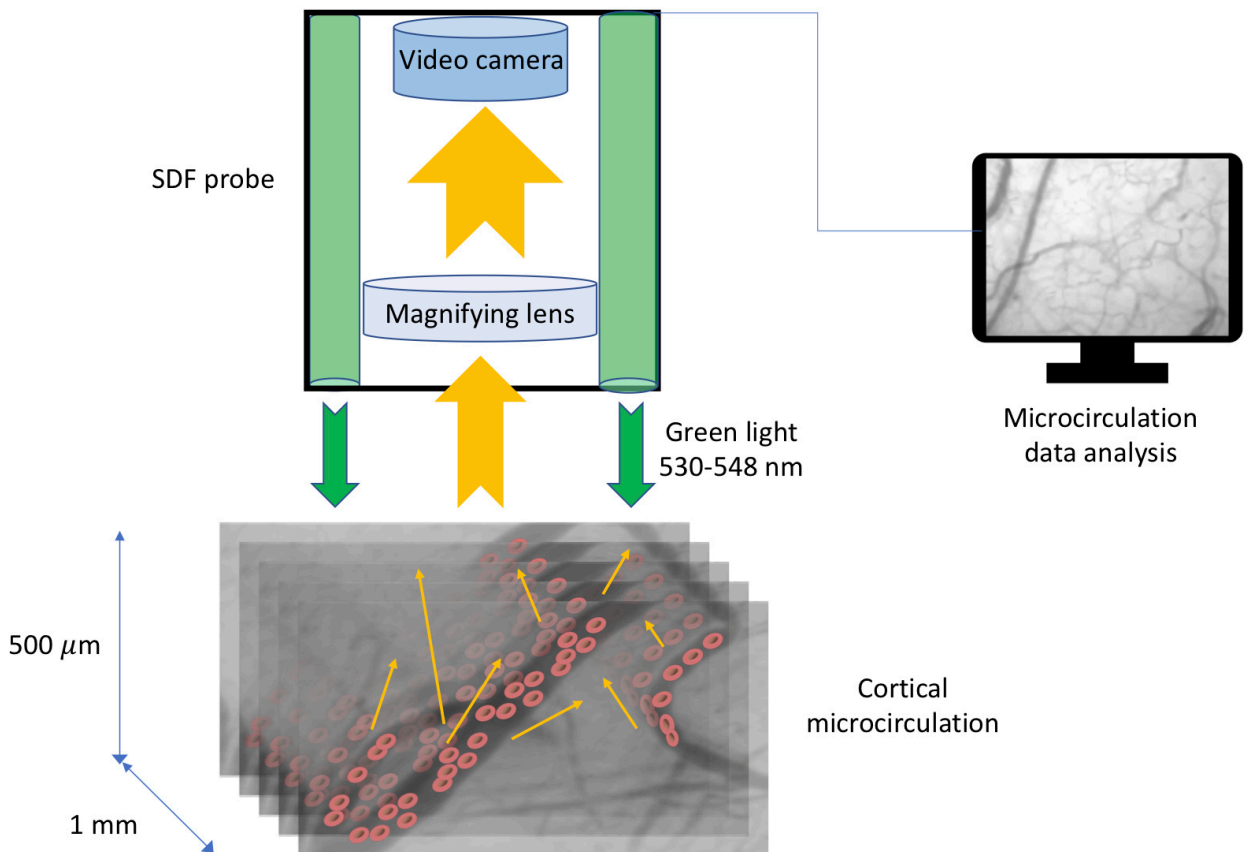 Video camera
SDF probe
Magnifying lens
Green light
530-548 nm
Microcirculation
data analysis
500 𝜇m
Cortical
microcirculation
1 mm